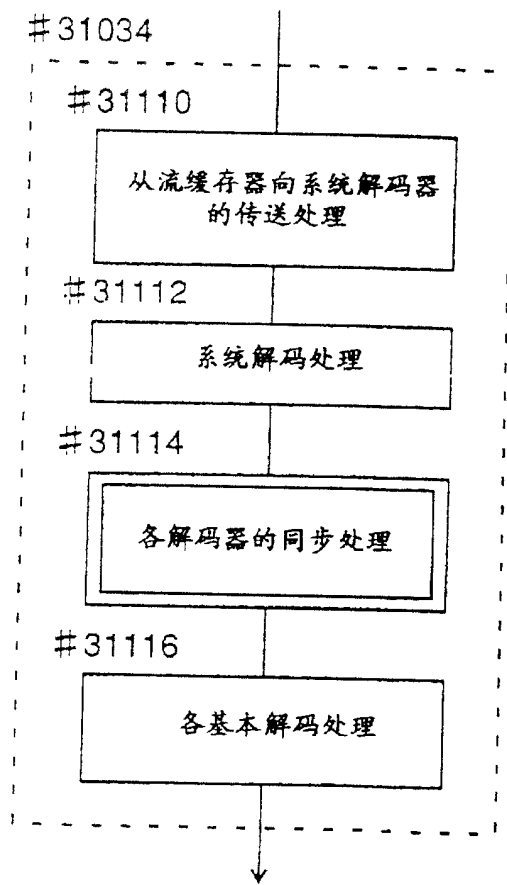 #31034
#31110
从流缓存器向系统解码器
的传送处理
#31112
系统解码处理
#31114
各解码器的同步处理
#31116
各基本解码处理